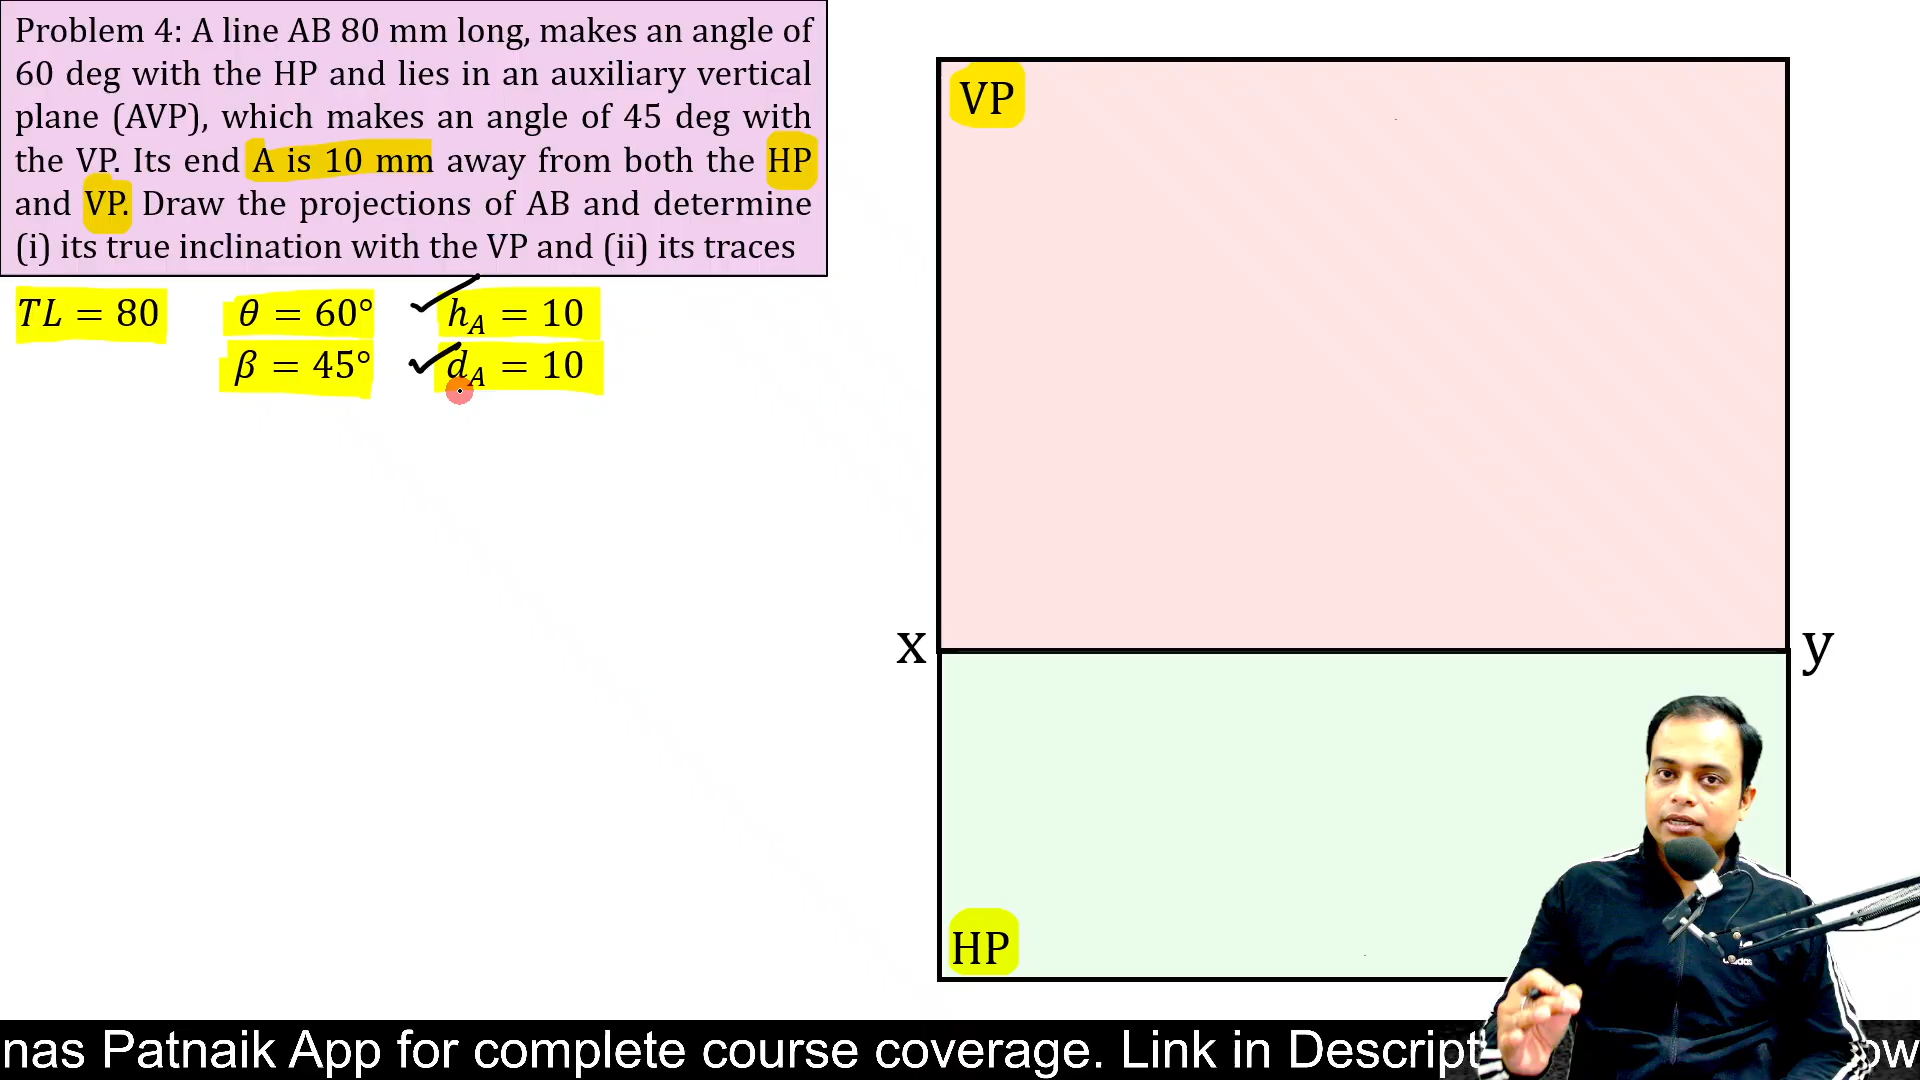 Problem 4: A line AB 80 mm long, makes an angle of
60 deg with the HP and lies in an auxiliary vertical
plane (AVP), which makes an angle of 45 deg with
the VP. Its end A is 10 mm away from both the HP
and VP. Draw the projections of AB and determine
(i) its true inclination with the VP and (ii) its traces
TL = 80 θ = 60° h_A = 10
β = 45° d_A = 10
VP
x y
HP
adidas
nas Patnaik App for complete course coverage. Link in Descript ow